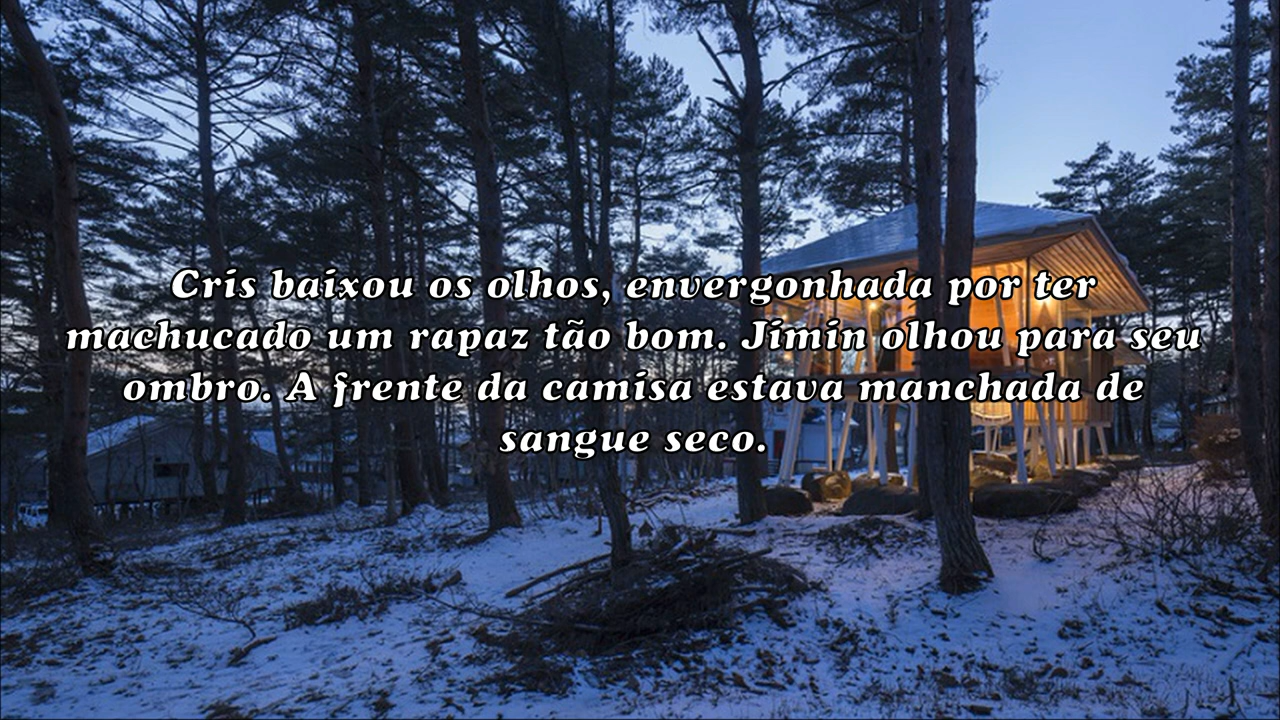 Cris baixou os olhos, envergonhada por ter
machucado um rapaz tão bom. Jimin olhou para seu
ombro. A frente da camisa estava manchada de
sangue seco.